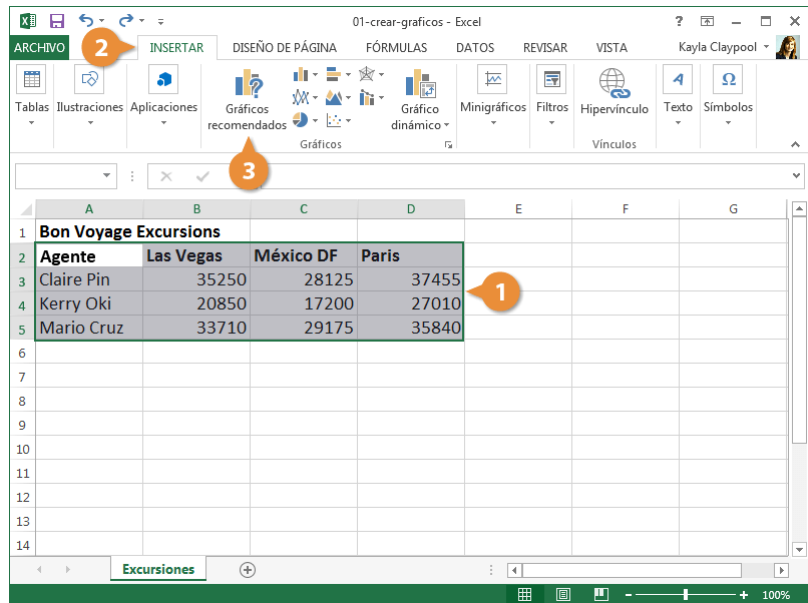 01-crear-graficos - Excel
ARCHIVO INSERTAR DISEÑO DE PÁGINA FÓRMULAS DATOS REVISAR VISTA Kayla Claypool
2
Tablas Ilustraciones Aplicaciones Gráficos recomendados Gráfico dinámico Minigráficos Filtros Hipervínculo Texto Símbolos
Gráficos Vínculos
3
A B C D E F G
1 Bon Voyage Excursions
2 Agente Las Vegas México DF Paris
3 Claire Pin 35250 28125 37455
4 Kerry Oki 20850 17200 27010
5 Mario Cruz 33710 29175 35840
1
6
7
8
9
10
11
12
13
14
Excursiones
100%